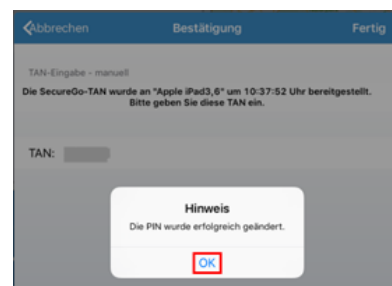 Abbrechen Bestätigung Fertig
TAN-Eingabe - manuell
Die SecureGo-TAN wurde an "Apple iPad3,6" um 10:37:52 Uhr bereitgestellt.
Bitte geben Sie diese TAN ein.
TAN:
Hinweis
Die PIN wurde erfolgreich geändert.
OK